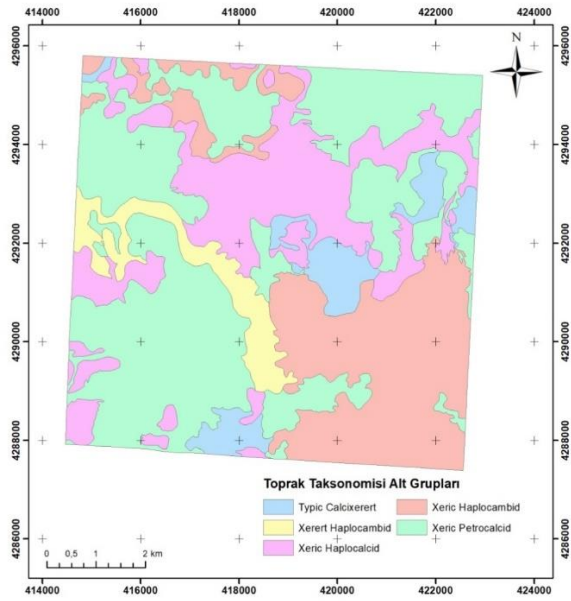 414000 416000 418000 420000 422000 424000
N
4296000 4296000
4294000 4294000
4292000 4292000
4290000 4290000
4288000 4288000
Toprak Taksonomisi Alt Grupları
Typic Calcixerert Xeric Haplocambid
Xerert Haplocambid Xeric Petrocalcid
Xeric Haplocalcid
4286000 4286000
0 0,5 1 2 km
414000 416000 418000 420000 422000 424000